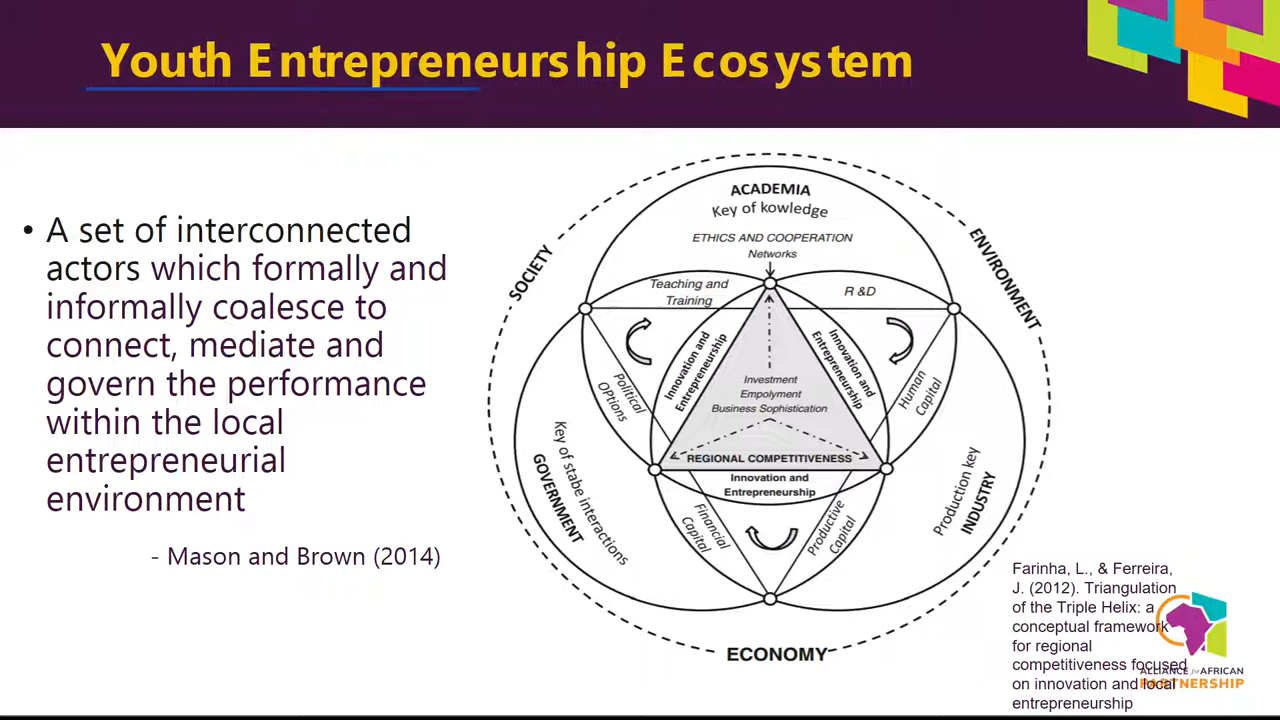 Youth Entrepreneurship Ecosystem
• A set of interconnected
actors which formally and
informally coalesce to
connect, mediate and
govern the performance
within the local
entrepreneurial
environment
- Mason and Brown (2014)
SOCIETY
ENVIRONMENT
ECONOMY
ACADEMIA
Key of kowledge
ETHICS AND COOPERATION
Networks
Teaching and
Training
R &D
Innovation and
Entrepreneurship
Innovation and
Entrepreneurship
Political
OPtions
Human
Capital
Investment
Empolyment
Business Sophistication
REGIONAL COMPETITIVENESS
Innovation and
Entrepreneurship
Key of stabe interactions
GOVERNMENT
Production key
INDUSTRY
Financial
Capital
Productive
Capital
Farinha, L., & Ferreira,
J. (2012). Triangulation
of the Triple Helix: a
conceptual framework
for regional
competitiveness focused
on innovation and local
entrepreneurship
ALLIANCE for AFRICAN
PARTNERSHIP